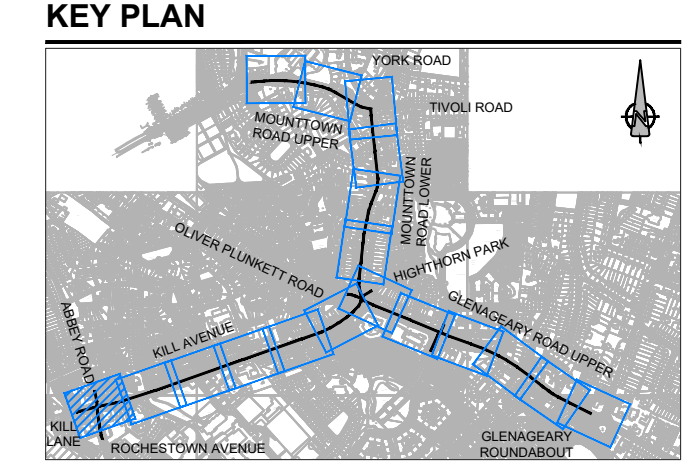 KEY PLAN
YORK ROAD
TIVOLI ROAD
N
MOUNTTOWN
ROAD UPPER
MOUNTTOWN
ROAD LOWER
OLIVER PLUNKETT ROAD
HIGHTHORN PARK
GLENAGEARY ROAD UPPER
ABBEY ROAD
KILL AVENUE
KILL
LANE
ROCHESTOWN AVENUE
GLENAGEARY
ROUNDABOUT